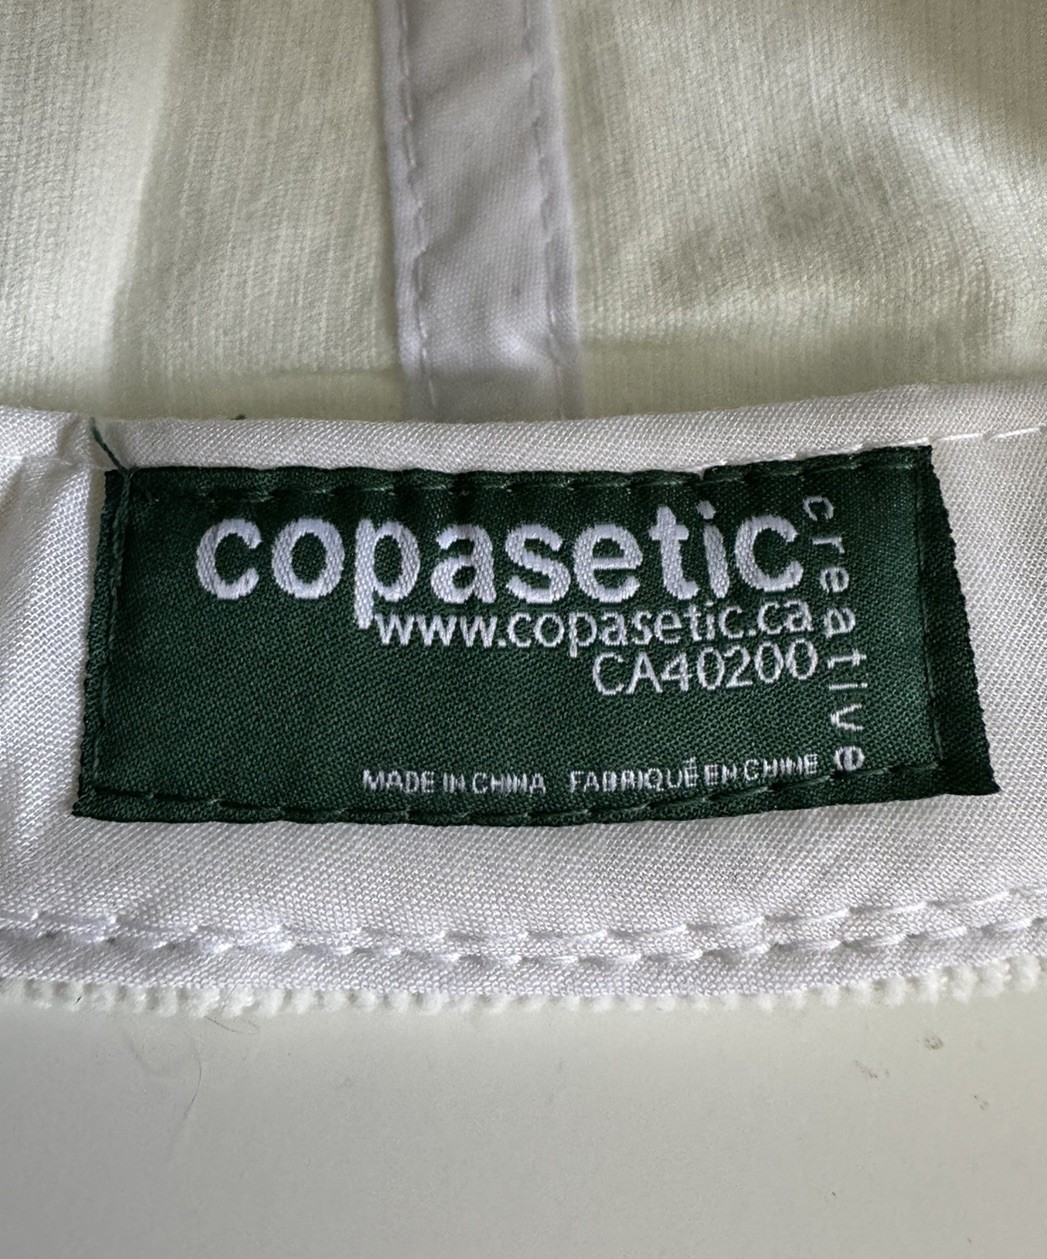 copasetic
creative
www.copasetic.ca
CA40200
MADE IN CHINA FABRIQUÉ EN CHINE